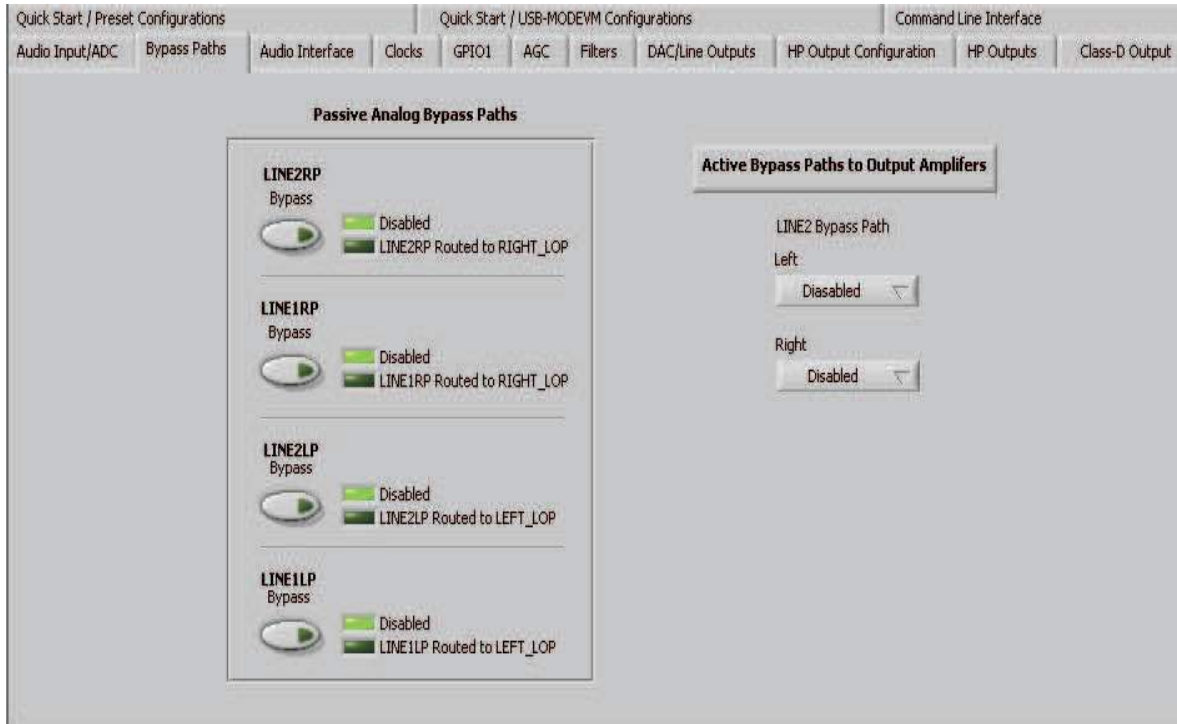 Quick Start / Preset Configurations
Quick Start / USB-MODEVM Configurations
Command Line Interface
Audio Input/ADC
Bypass Paths
Audio Interface
Clocks
GPIO1
AGC
Filters
DAC/Line Outputs
HP Output Configuration
HP Outputs
Class-D Output
Passive Analog Bypass Paths
LINE2RP
Bypass
Disabled
LINE2RP Routed to RIGHT_LOP
LINE1RP
Bypass
Disabled
LINE1RP Routed to RIGHT_LOP
LINE2LP
Bypass
Disabled
LINE2LP Routed to LEFT_LOP
LINE1LP
Bypass
Disabled
LINE1LP Routed to LEFT_LOP
Active Bypass Paths to Output Amplifers
LINE2 Bypass Path
Left
Diasabled
Right
Disabled